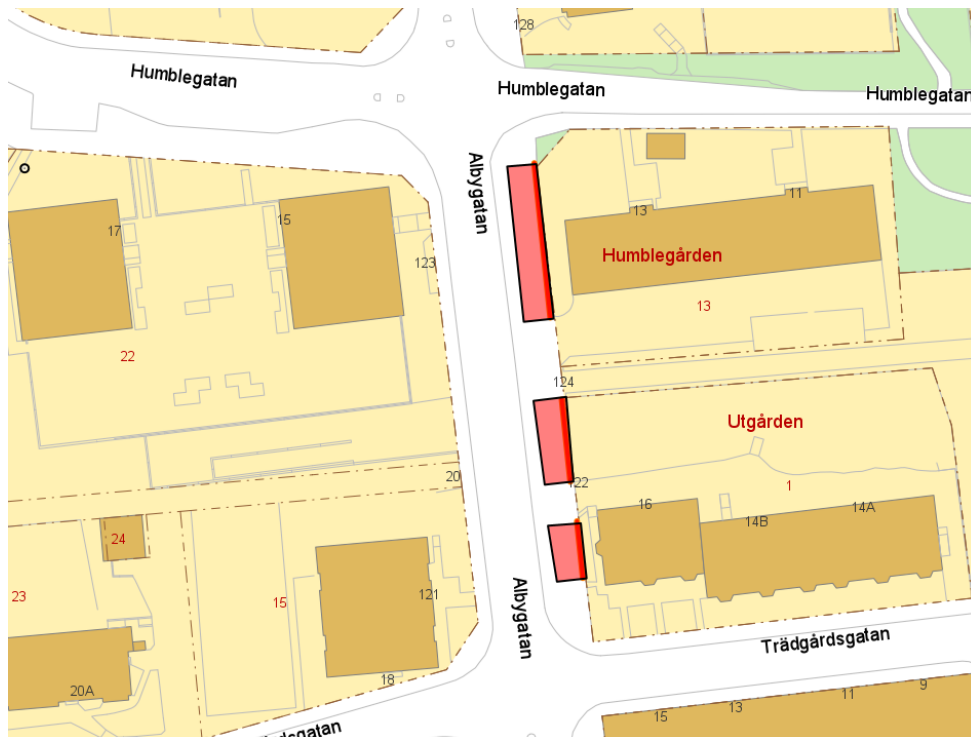 128
Humblegatan
Humblegatan
Humblegatan
Albygatan
13
11
15
17
Humblegården
123
13
22
124
Utgården
20
122
1
16
14B
14A
24
23
15
121
Albygatan
Trädgårdsgatan
18
20A
9
11
13
15